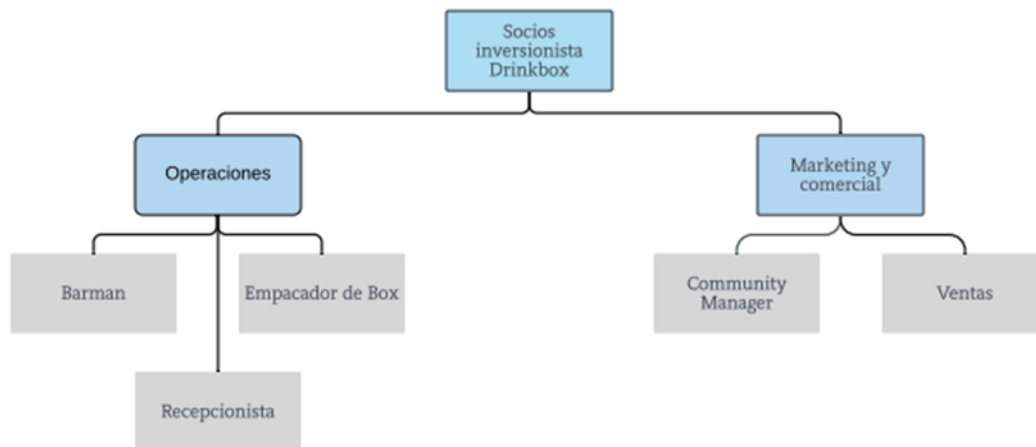 Socios
inversionista
Drinkbox
Operaciones
Marketing y
comercial
Barman
Empacador de Box
Community
Manager
Ventas
Recepcionista